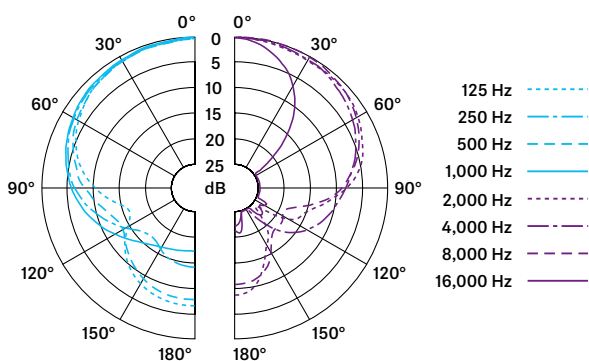 0° 0°
30° 0 30°
5
10
60° 15 60°
20
25
90° dB 90°
120° 120°
150° 150°
180° 180°
125 Hz
250 Hz
500 Hz
1,000 Hz
2,000 Hz
4,000 Hz
8,000 Hz
16,000 Hz